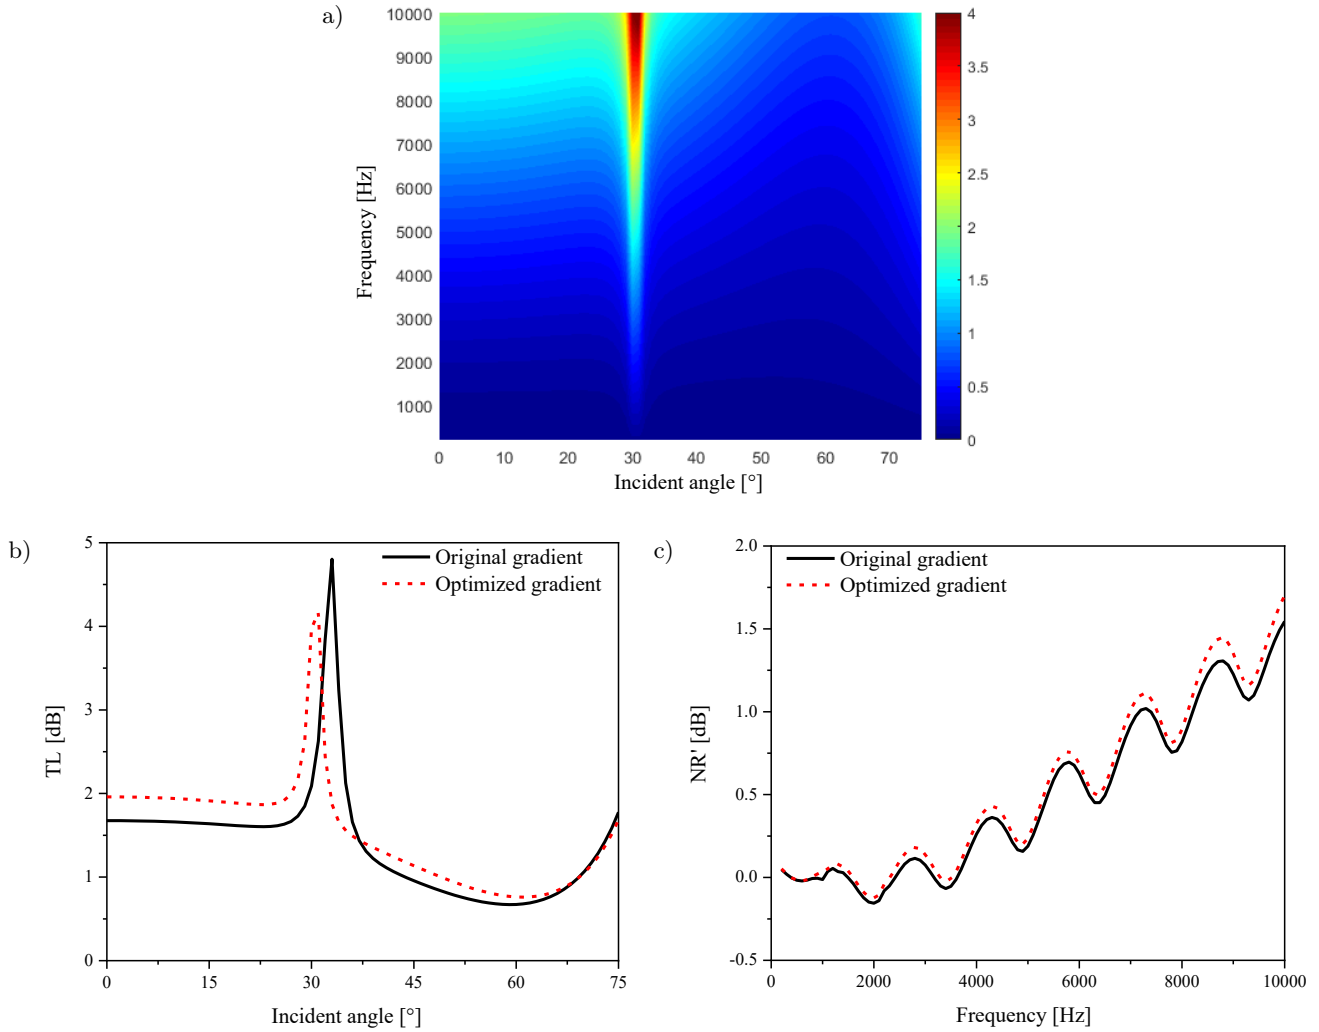 a)
10000
9000
8000
7000
6000
5000
4000
3000
2000
1000
Frequency [Hz]
0 10 20 30 40 50 60 70
Incident angle [°]
4
3.5
3
2.5
2
1.5
1
0.5
0
b)
5
4
3
2
1
0
TL [dB]
Original gradient
Optimized gradient
0 15 30 45 60 75
Incident angle [°]
c)
2.0
1.5
1.0
0.5
0.0
-0.5
NR' [dB]
Original gradient
Optimized gradient
0 2000 4000 6000 8000 10000
Frequency [Hz]